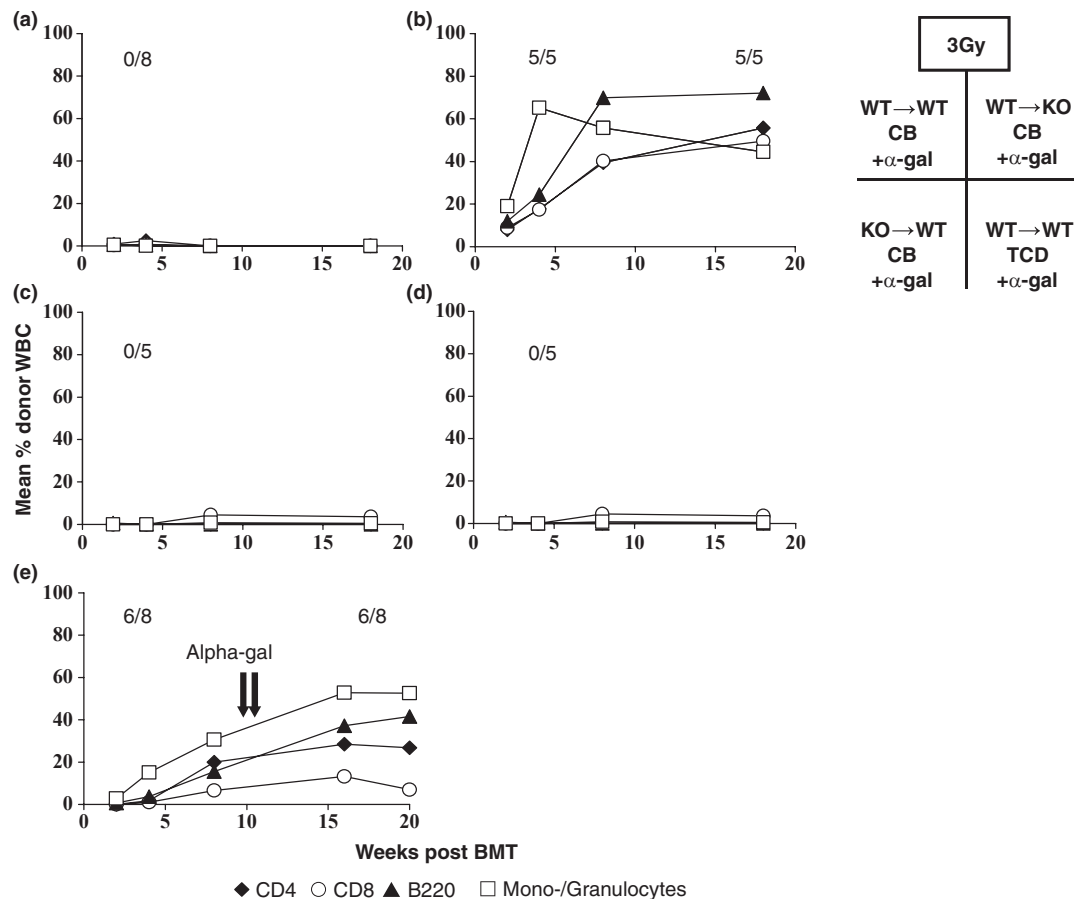 (a)
100
80
60
40
20
0
0 5 10 15 20
0/8
(b)
100
80
60
40
20
0
0 5 10 15 20
5/5 5/5
3Gy
WT→WT
CB
+α-gal
WT→KO
CB
+α-gal
KO→WT
CB
+α-gal
WT→WT
TCD
+α-gal
Mean % donor WBC
(c)
100
80
60
40
20
0
0 5 10 15 20
0/5
(d)
100
80
60
40
20
0
0 5 10 15 20
0/5
(e)
100
80
60
40
20
0
0 5 10 15 20
6/8 6/8
Alpha-gal
Weeks post BMT
CD4 CD8 B220 Mono-/Granulocytes